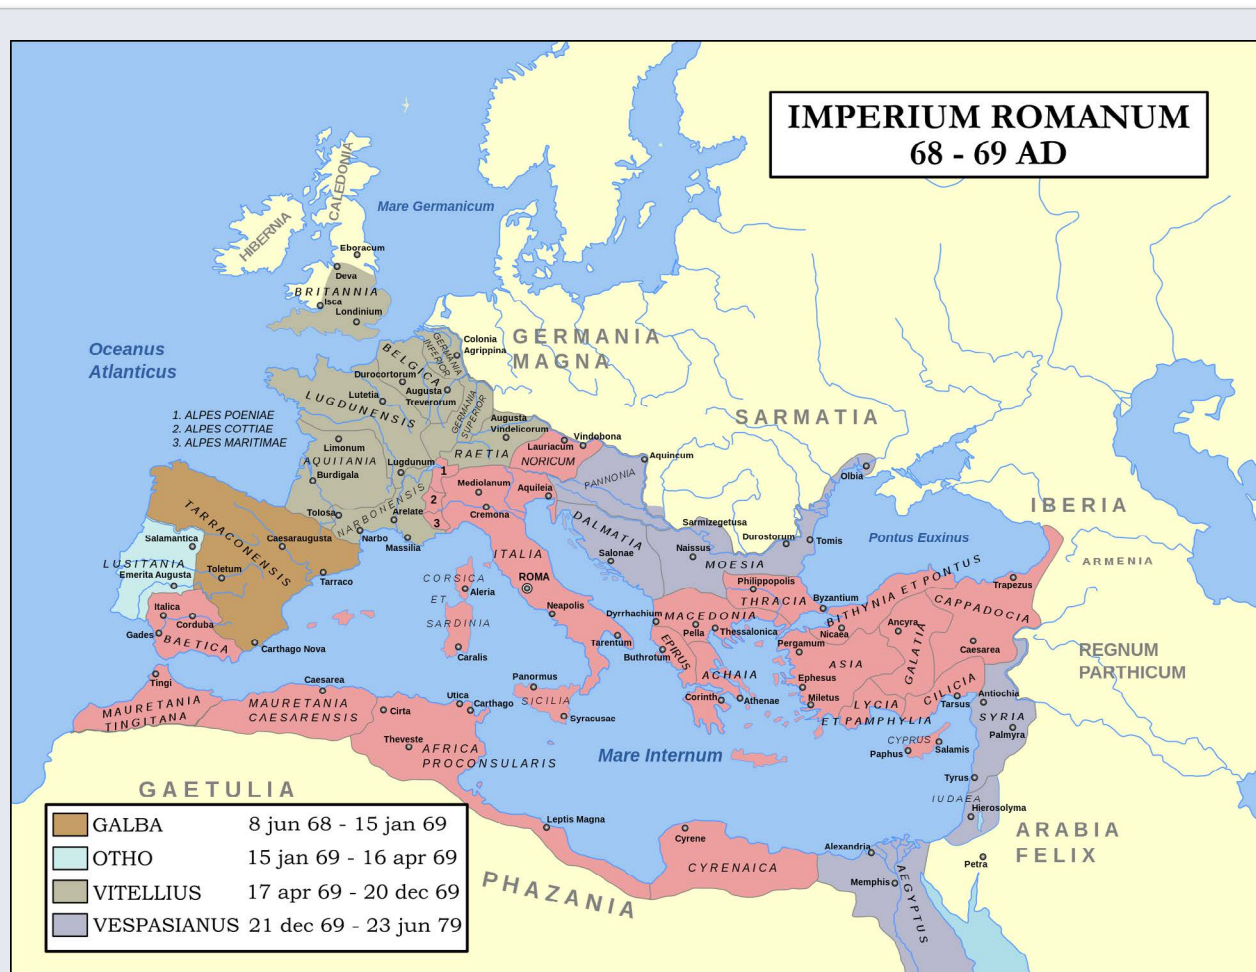 IMPERIUM ROMANUM
68 - 69 AD
CALEDONIA
HIBERNIA
Mare Germanicum
Eboracum
Deva
BRITANNIA
Isca
Londinium
Oceanus
Atlanticus
GERMANIA
MAGNA
Colonia
Agrippina
GERMANIA
INFERIOR
BELGICA
Durocortorum
Augusta
Treverorum
Lutetia
LUGDUNENSIS
GERMANIA
SUPERIOR
SARMATIA
1. ALPES POENIAE
2. ALPES COTTIAE
3. ALPES MARITIMAE
Augusta
Vindelicorum
Lauriacum
Vindobona
Limonum
AQUITANIA
Lugdunum
RAETIA
NORICUM
Aquincum
Burdigala
1
2
3
Mediolanum
Aquileia
PANNONIA
Olbia
Cremona
Tolosa
NARBONENSIS
Arelate
Narbo
Massilia
IBERIA
TARRACONENSIS
Salamantica
Caesaraugusta
LUSITANIA
Emerita Augusta
Toletum
Tarraco
DALMATIA
Salonae
Sarmizegetusa
Naissus
MOESIA
Durostorum
Tomis
Pontus Euxinus
ARMENIA
ITALIA
ROMA
CORSICA
ET
SARDINIA
Aleria
Caralis
Neapolis
Tarentum
Italica
Corduba
Gades
BAETICA
Carthago Nova
Philippopolis
THRACIA
Byzantium
BITHYNIA ET PONTUS
Trapezus
Dyrrhachium
MACEDONIA
Pella
Thessalonica
Nicaea
Ancyra
CAPPADOCIA
EPIRUS
Buthrotum
Pergamum
ASIA
GALATIA
Caesarea
REGNUM
PARTHICUM
ACHAIA
Ephesus
Corinth
Athenae
Miletus
LYCIA
ET PAMPHYLIA
CILICIA
Tarsus
Antiochia
SYRIA
Palmyra
Tingi
MAURETANIA
TINGITANA
Caesarea
MAURETANIA
CAESARENSIS
Cirta
Utica
Carthago
Panormus
SICILIA
Syracusae
Theveste
AFRICA
PROCONSULARIS
Mare Internum
CYPRUS
Paphus
Salamis
Tyrus
IUDAEA
Hierosolyma
GAETULIA
Leptis Magna
Cyrene
CYRENAICA
Alexandria
Memphis
AEGYPTUS
Petra
ARABIA
FELIX
PHAZANIA
GALBA 8 jun 68 - 15 jan 69
OTHO 15 jan 69 - 16 apr 69
VITELLIUS 17 apr 69 - 20 dec 69
VESPASIANUS 21 dec 69 - 23 jun 79